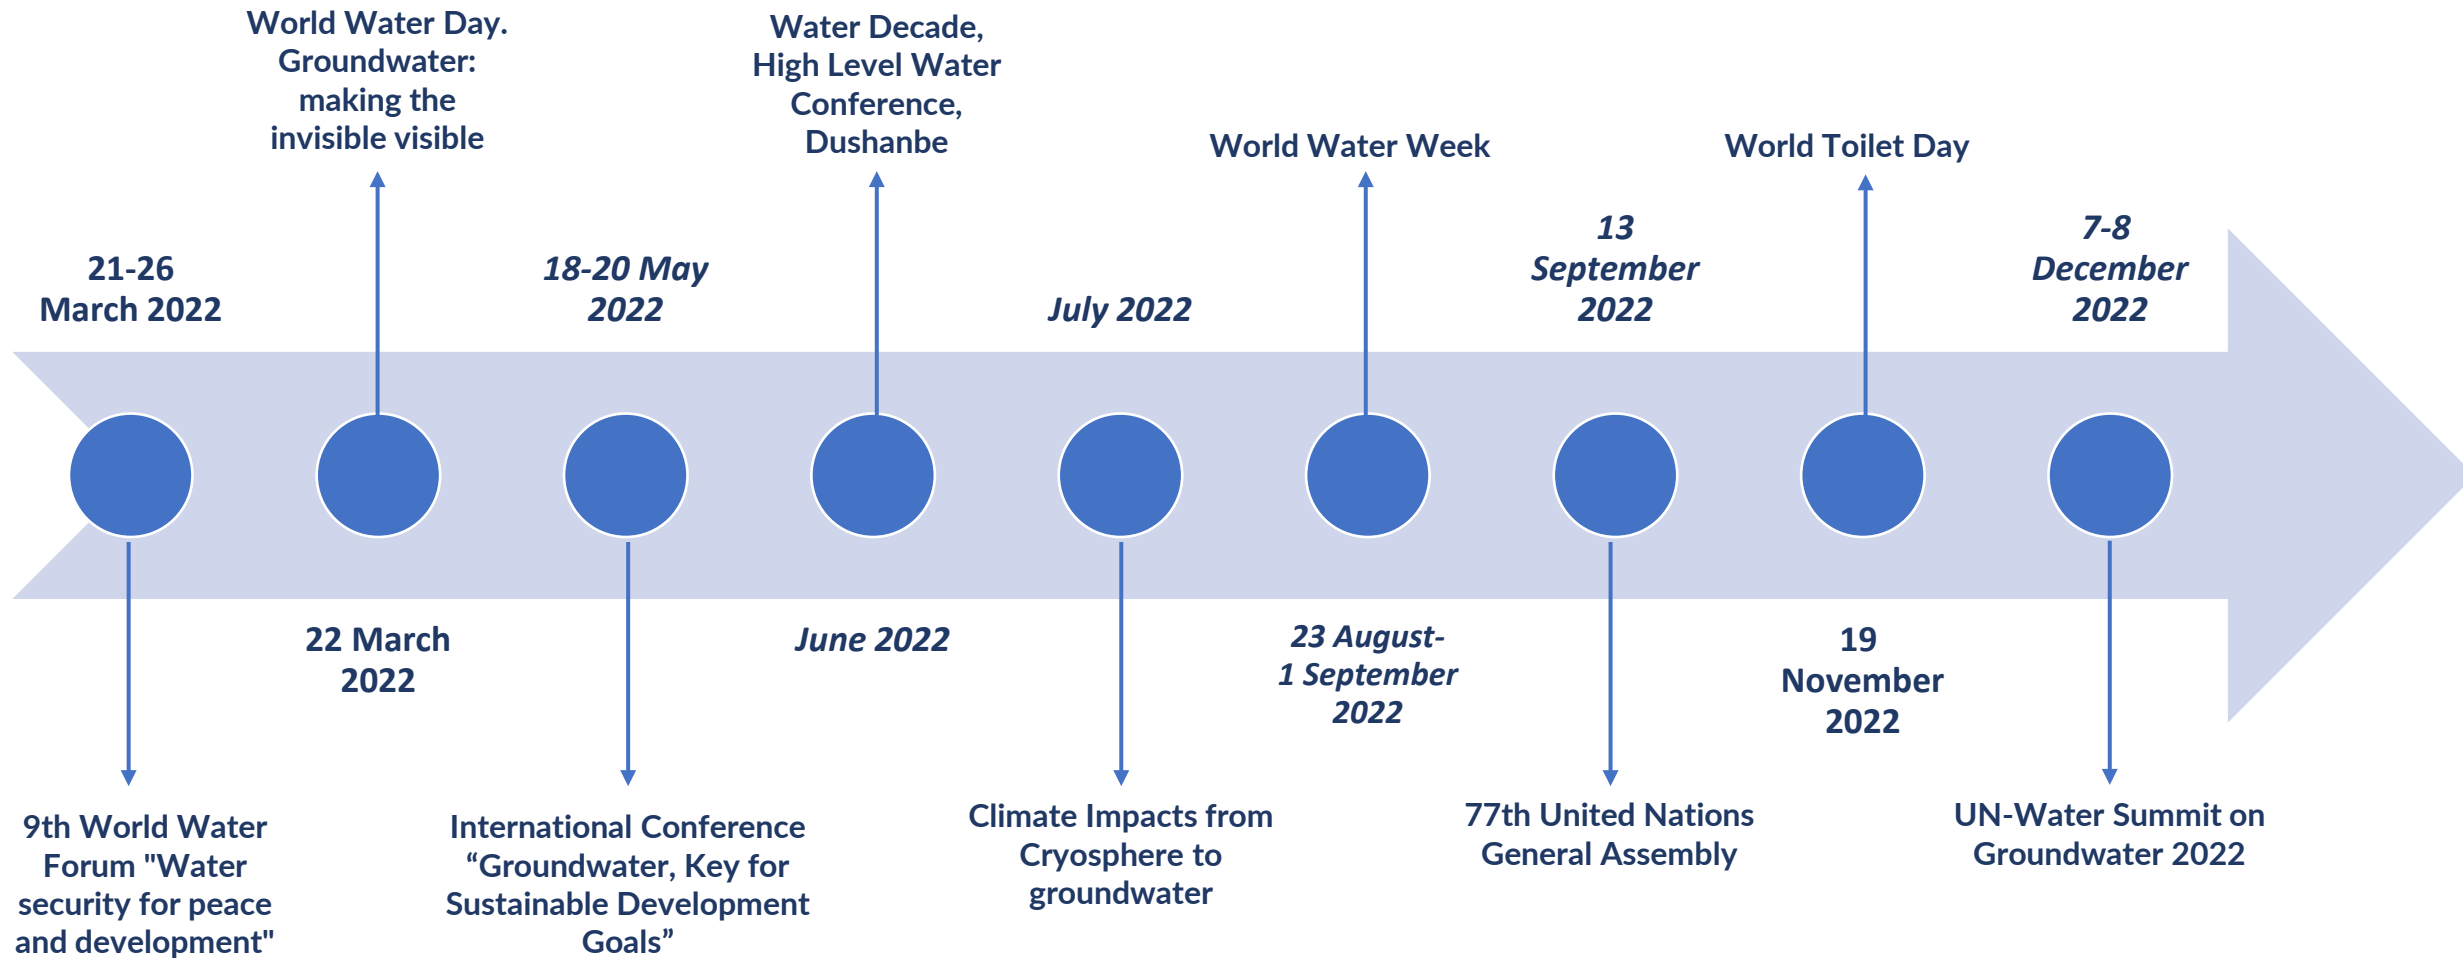 21-26
March 2022
9th World Water
Forum "Water
security for peace
and development"
World Water Day.
Groundwater:
making the
invisible visible
22 March
2022
18-20 May
2022
International Conference
“Groundwater, Key for
Sustainable Development
Goals”
Water Decade,
High Level Water
Conference,
Dushanbe
June 2022
July 2022
Climate Impacts from
Cryosphere to
groundwater
World Water Week
23 August-
1 September
2022
13
September
2022
77th United Nations
General Assembly
World Toilet Day
19
November
2022
7-8
December
2022
UN-Water Summit on
Groundwater 2022